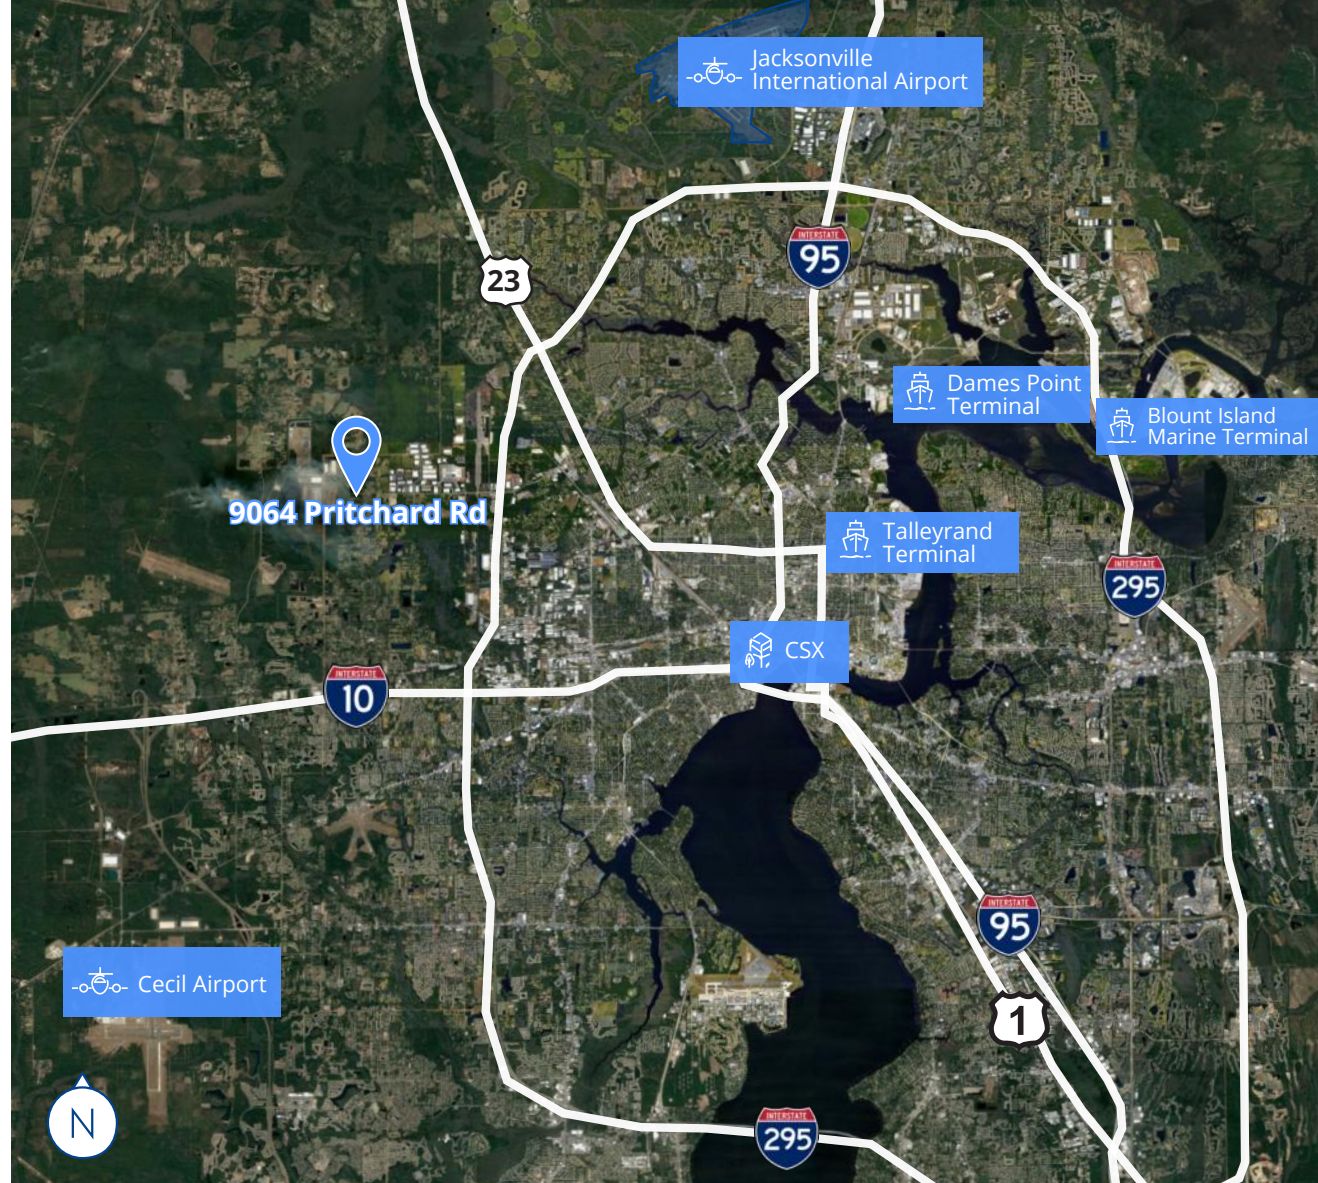 Jacksonville
International Airport
INTERSTATE
95
23
Dames Point
Terminal
Blount Island
Marine Terminal
9064 Pritchard Rd
Talleyrand
Terminal
INTERSTATE
295
CSX
INTERSTATE
10
INTERSTATE
95
Cecil Airport
1
N
INTERSTATE
295